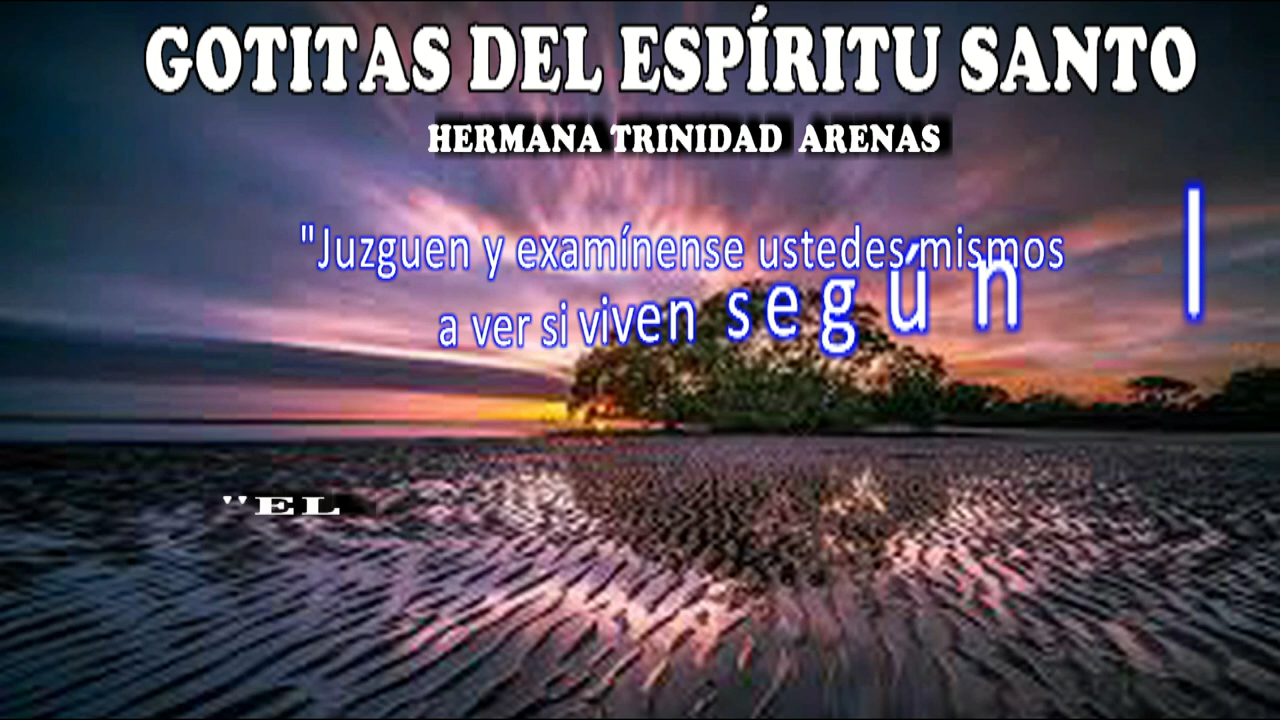 GOTITAS DEL ESPÍRITU SANTO
HERMANA TRINIDAD ARENAS
"Juzguen y examínense ustedes mismos
a ver si viven según l
"EL